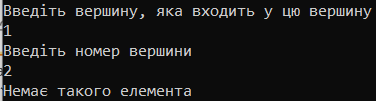 Введіть вершину, яка входить у цю вершину
1
Введіть номер вершини
2
Немає такого елемента